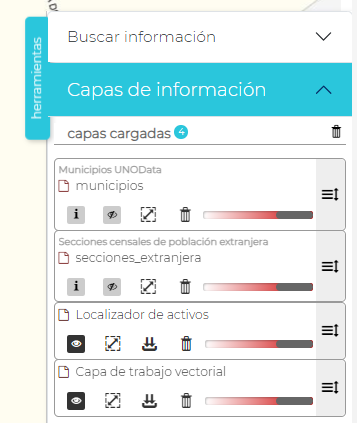 herramientas
Buscar información
Capas de información
capas cargadas 4
Municipios UNOData
municipios
Secciones censales de población extranjera
secciones_extranjera
Localizador de activos
Capa de trabajo vectorial